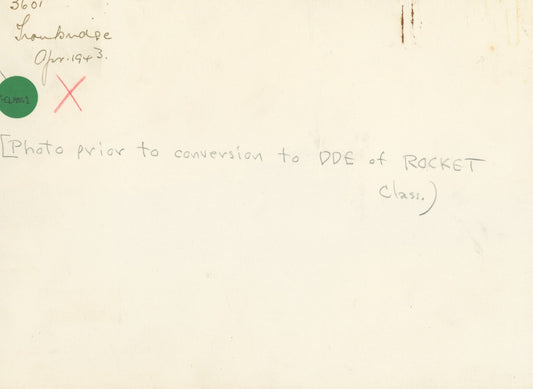 3601
Troubridge
Apr. 1943.
[Photo prior to conversion to DDE of ROCKET
Class.)